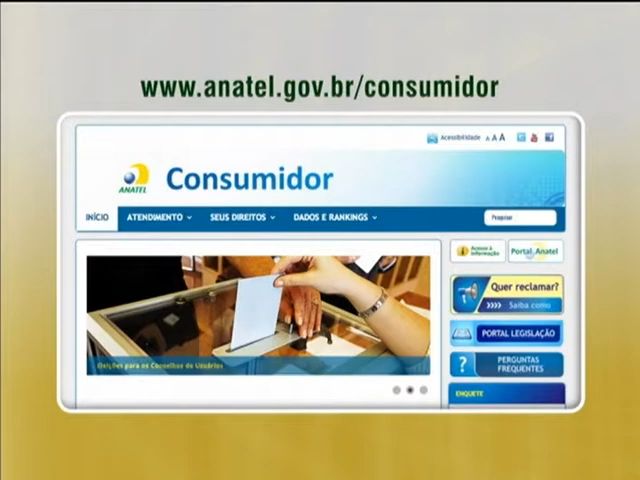 www.anatel.gov.br/consumidor
Acessibilidade A A A
ANATEL
Consumidor
INÍCIO ATENDIMENTO SEUS DIREITOS DADOS E RANKINGS
Pesquisar
Acesso à
Informação
Portal Anatel
Quer reclamar?
Saiba como
PORTAL LEGISLAÇÃO
?
PERGUNTAS
FREQUENTES
Eleições para os Conselhos de Usuários
ENQUETE